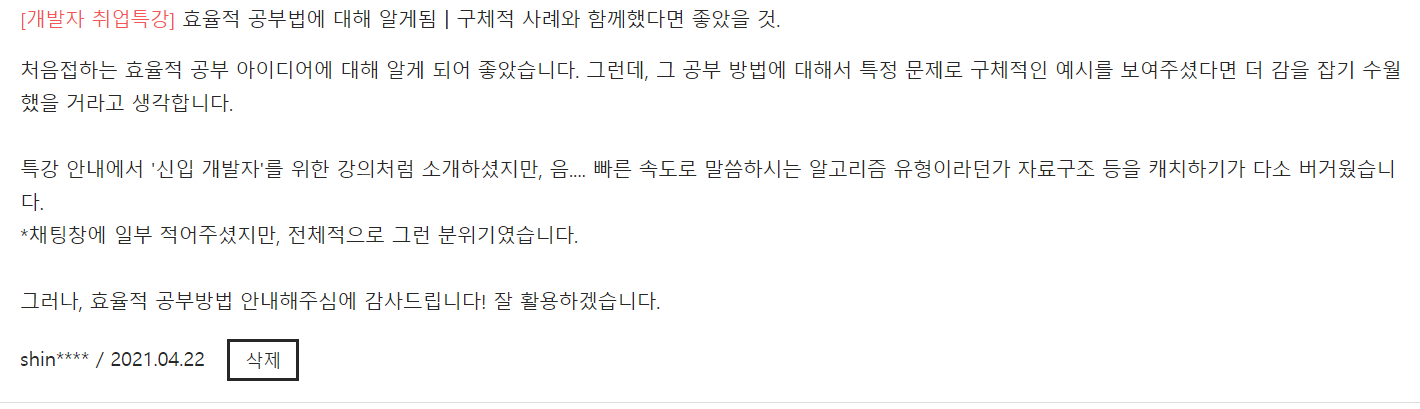 [개발자 취업특강] 효율적 공부법에 대해 알게됨 | 구체적 사례와 함께했다면 좋았을 것.
처음접하는 효율적 공부 아이디어에 대해 알게 되어 좋았습니다. 그런데, 그 공부 방법에 대해서 특정 문제로 구체적인 예시를 보여주셨다면 더 감을 잡기 수월
했을 거라고 생각합니다.
특강 안내에서 '신입 개발자'를 위한 강의처럼 소개하셨지만, 음.... 빠른 속도로 말씀하시는 알고리즘 유형이라던가 자료구조 등을 캐치하기가 다소 버거웠습니
다.
*채팅창에 일부 적어주셨지만, 전체적으로 그런 분위기였습니다.
그러나, 효율적 공부방법 안내해주심에 감사드립니다! 잘 활용하겠습니다.
shin**** / 2021.04.22 삭제